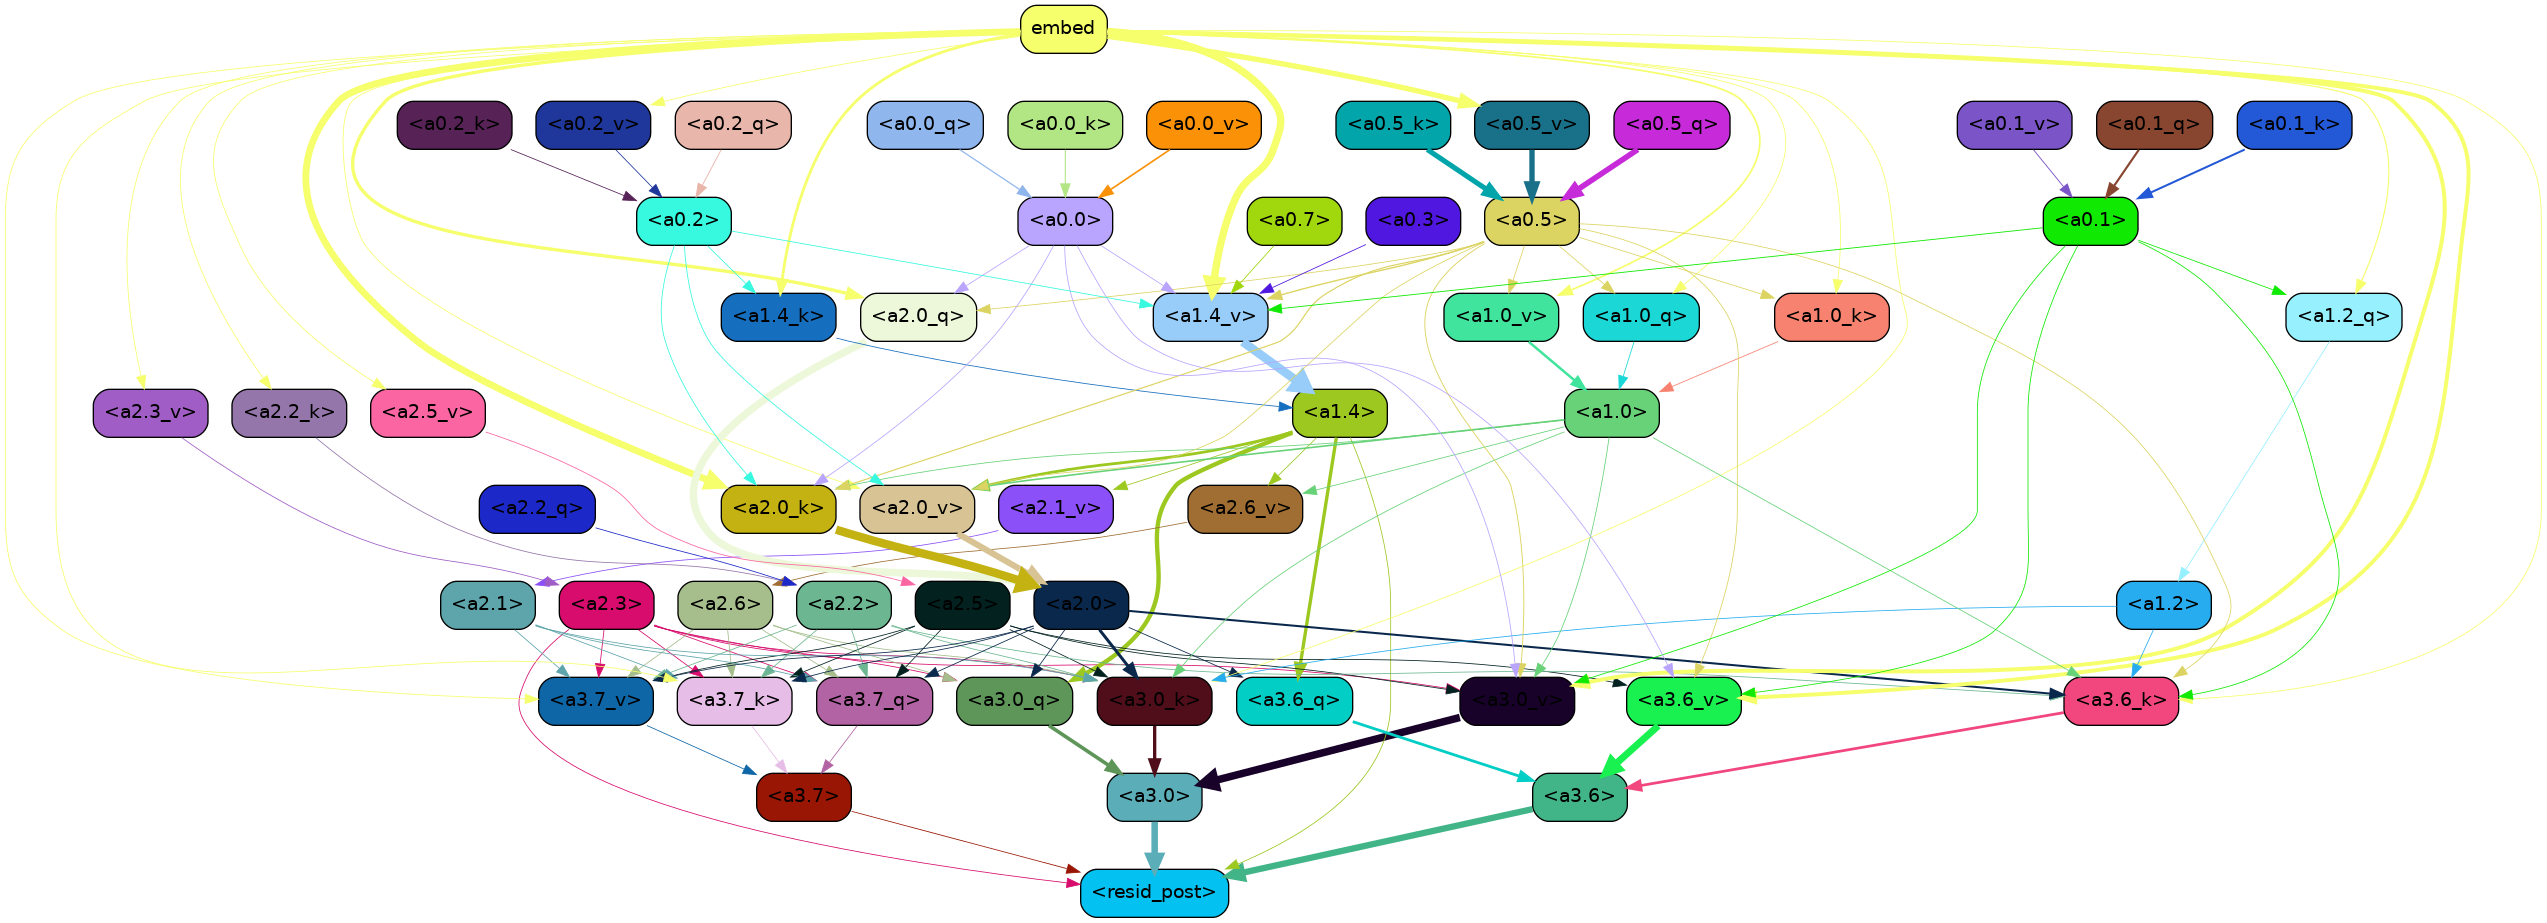 embed
<a0.2_k>
<a0.2_v>
<a0.2_q>
<a0.0_q>
<a0.0_k>
<a0.0_v>
<a0.5_k>
<a0.5_v>
<a0.5_q>
<a0.1_v>
<a0.1_q>
<a0.1_k>
<a0.2>
<a0.0>
<a0.7>
<a0.3>
<a0.5>
<a0.1>
<a1.4_k>
<a2.0_q>
<a1.4_v>
<a1.0_v>
<a1.0_q>
<a1.0_k>
<a1.2_q>
<a2.3_v>
<a2.2_k>
<a2.5_v>
<a1.4>
<a1.0>
<a2.2_q>
<a2.0_k>
<a2.0_v>
<a2.1_v>
<a2.6_v>
<a2.1>
<a2.3>
<a2.6>
<a2.2>
<a2.5>
<a2.0>
<a1.2>
<a3.7_v>
<a3.7_k>
<a3.7_q>
<a3.0_q>
<a3.0_k>
<a3.6_q>
<a3.0_v>
<a3.6_v>
<a3.6_k>
<a3.7>
<a3.0>
<a3.6>
<resid_post>